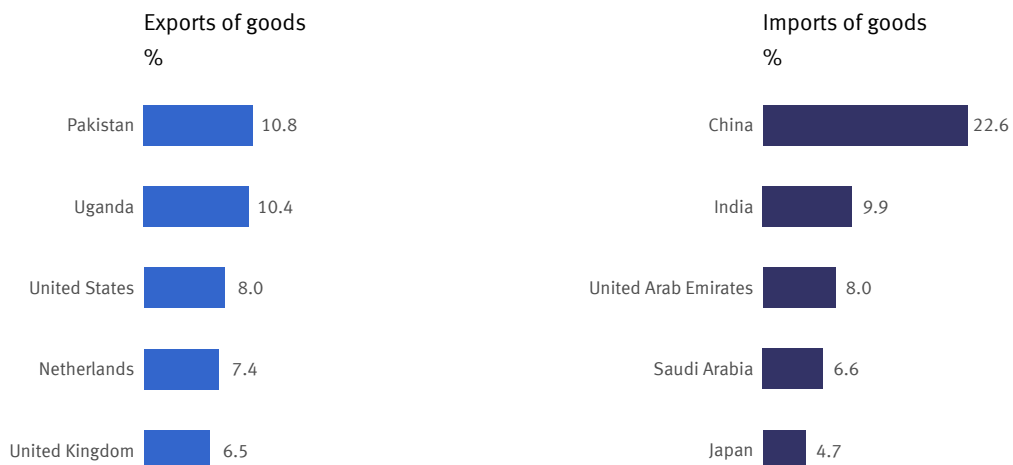 Exports of goods
%
Pakistan 10.8
Uganda 10.4
United States 8.0
Netherlands 7.4
United Kingdom 6.5
Imports of goods
%
China 22.6
India 9.9
United Arab Emirates 8.0
Saudi Arabia 6.6
Japan 4.7